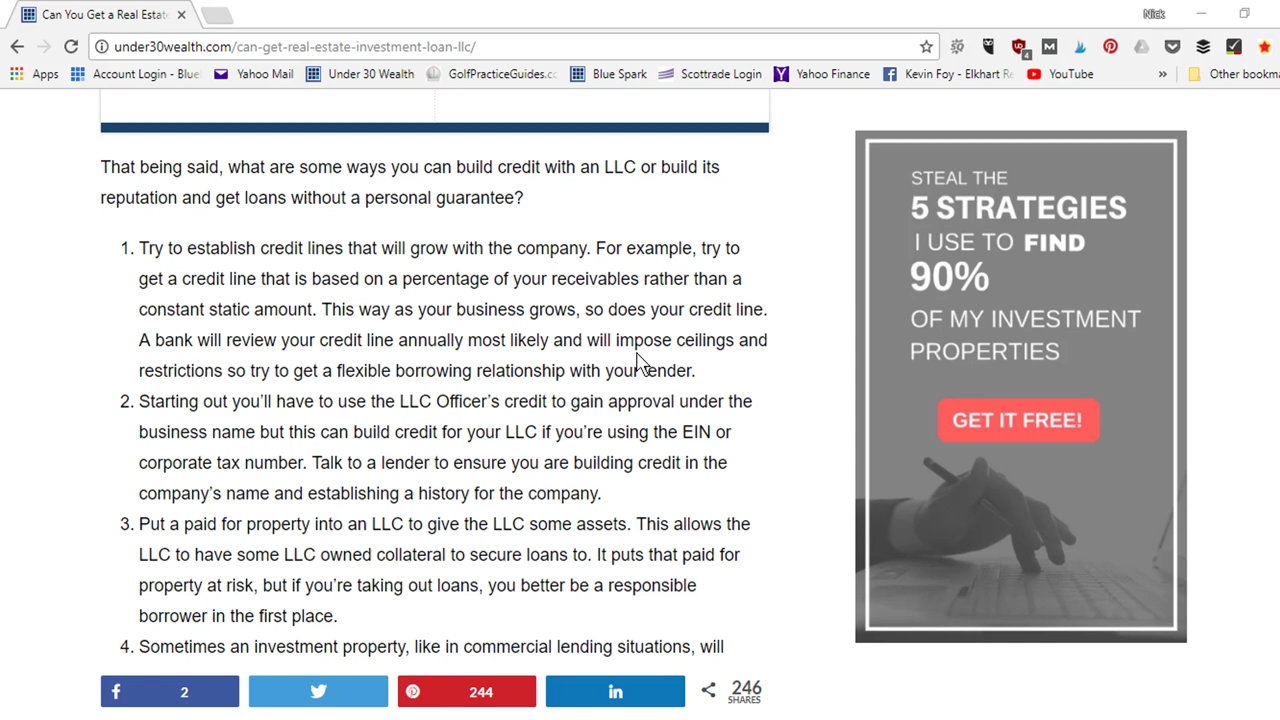 Can You Get a Real Estat
Nick
under30wealth.com/can-get-real-estate-investment-loan-llc/
4
Apps
Account Login - Blue
Yahoo Mail
Under 30 Wealth
GolfPracticeGuides.cc
Blue Spark
Scottrade Login
Yahoo Finance
Kevin Foy - Elkhart Re
YouTube
»
Other bookma
That being said, what are some ways you can build credit with an LLC or build its
reputation and get loans without a personal guarantee?
1. Try to establish credit lines that will grow with the company. For example, try to
get a credit line that is based on a percentage of your receivables rather than a
constant static amount. This way as your business grows, so does your credit line.
A bank will review your credit line annually most likely and will impose ceilings and
restrictions so try to get a flexible borrowing relationship with your lender.
2. Starting out you’ll have to use the LLC Officer’s credit to gain approval under the
business name but this can build credit for your LLC if you’re using the EIN or
corporate tax number. Talk to a lender to ensure you are building credit in the
company’s name and establishing a history for the company.
3. Put a paid for property into an LLC to give the LLC some assets. This allows the
LLC to have some LLC owned collateral to secure loans to. It puts that paid for
property at risk, but if you’re taking out loans, you better be a responsible
borrower in the first place.
4. Sometimes an investment property, like in commercial lending situations, will
STEAL THE
5 STRATEGIES
I USE TO FIND
90%
OF MY INVESTMENT
PROPERTIES
GET IT FREE!
2
244
246
SHARES